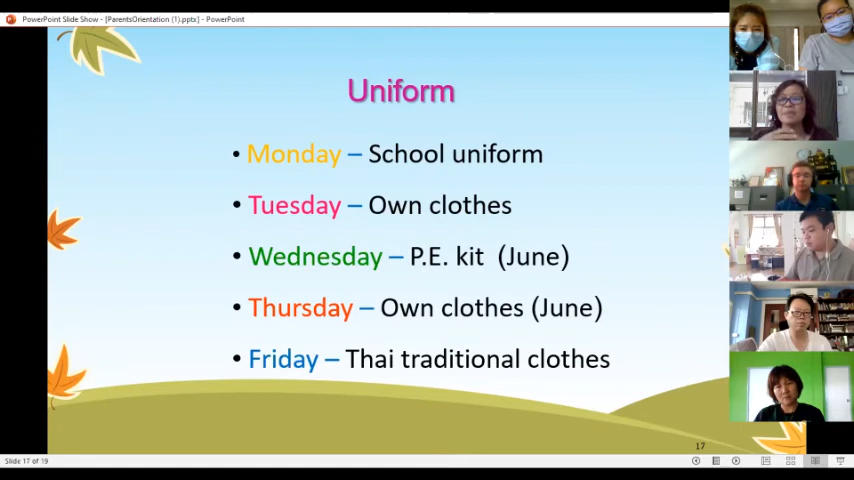 PowerPoint Slide Show - [ParentsOrientation (1).pptx] - PowerPoint
Uniform
• Monday – School uniform
• Tuesday – Own clothes
• Wednesday – P.E. kit (June)
• Thursday – Own clothes (June)
• Friday – Thai traditional clothes
17
Slide 17 of 19